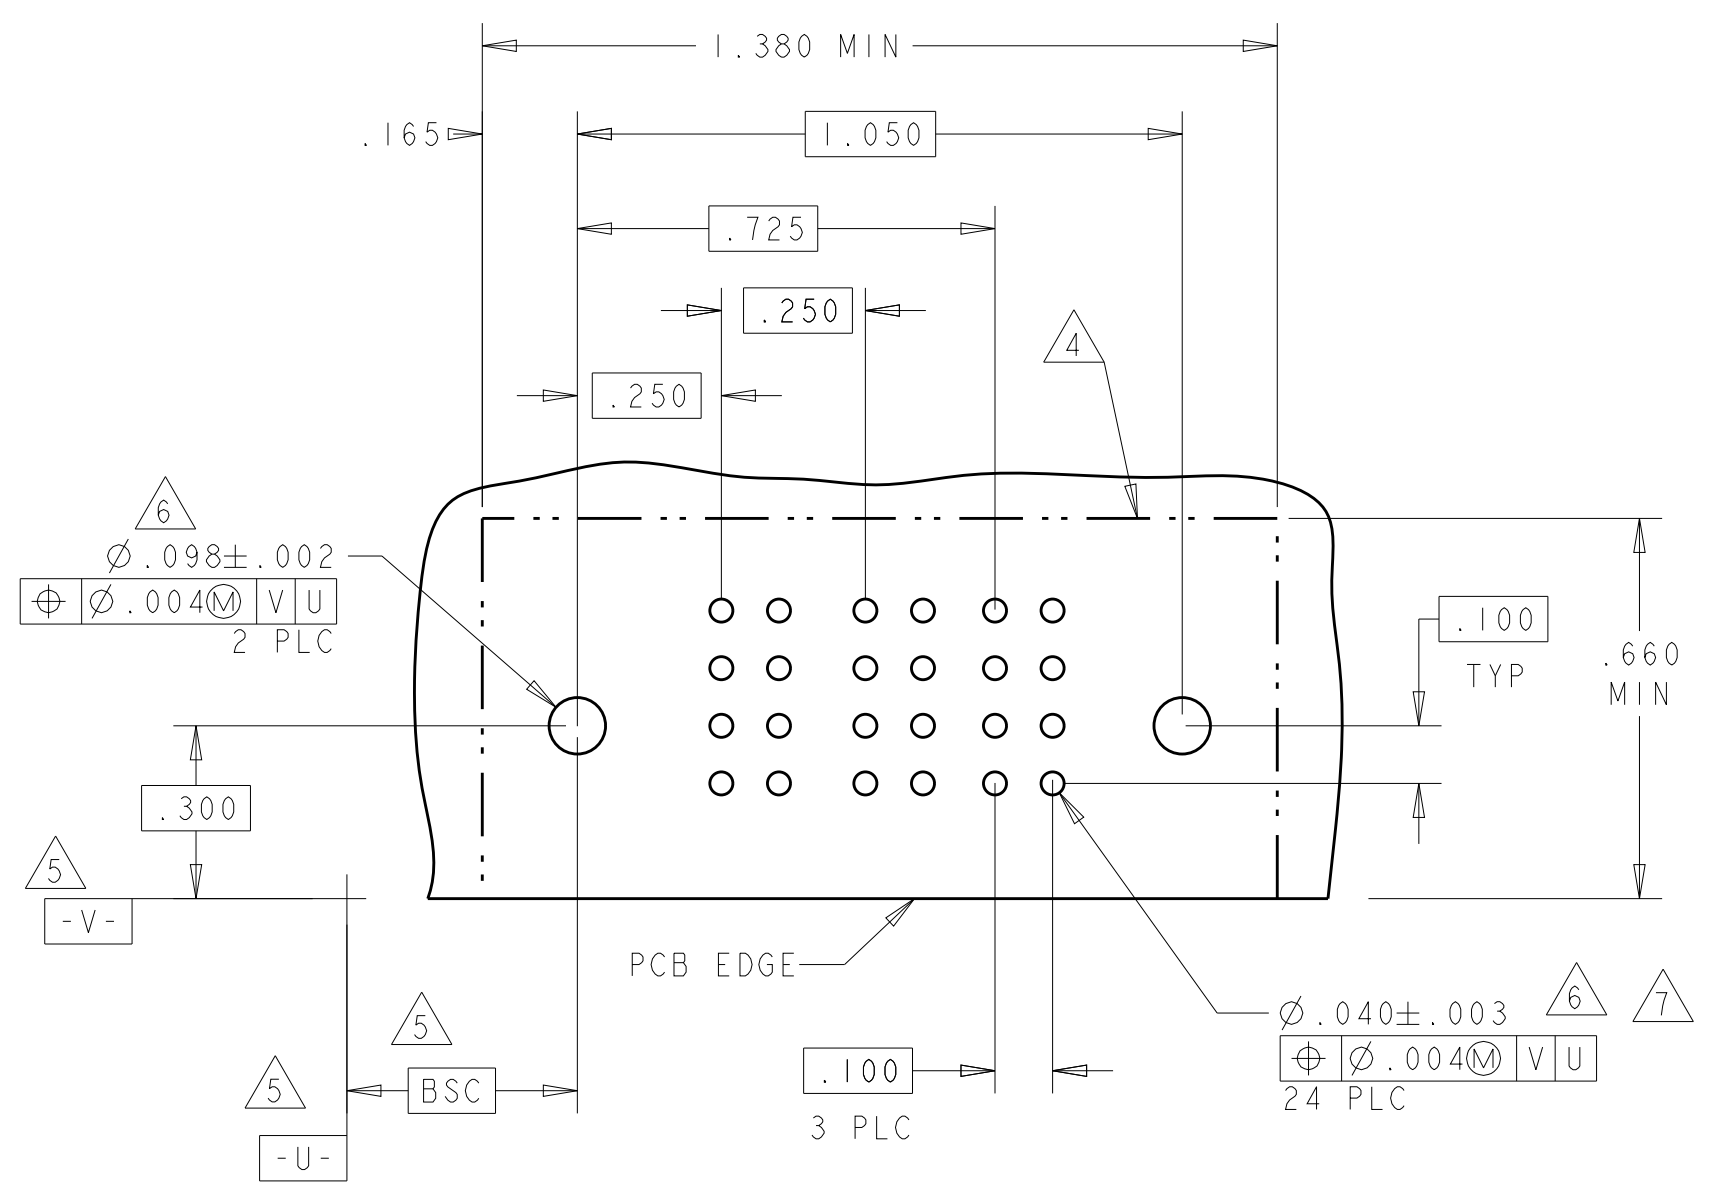 1.380 MIN
.165
1.050
.725
.250
4
.250
6
Ø.098±.002
⌖ Ø.004Ⓜ V U
2 PLC
.100
TYP
.660
MIN
.300
5
-V-
PCB EDGE
5
6 7
Ø.040±.003
⌖ Ø.004Ⓜ V U
24 PLC
5
BSC
.100
3 PLC
-U-